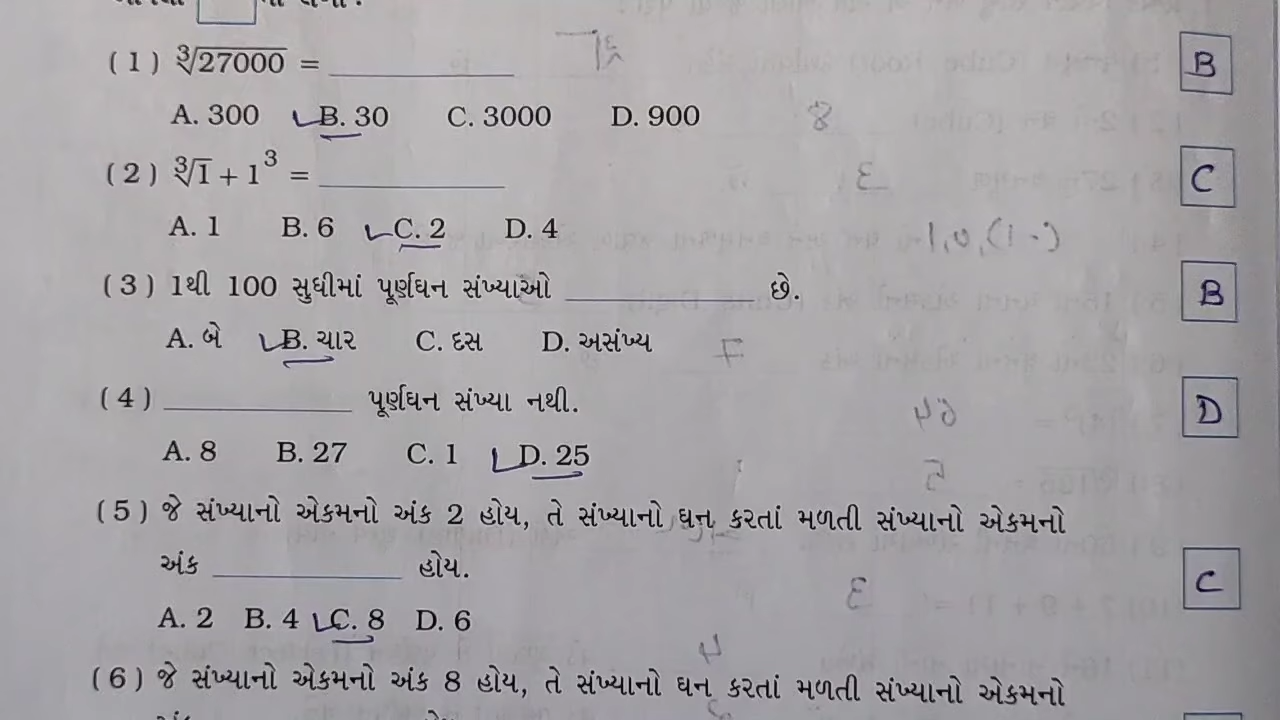 ( 1 ) ∛27000 = ____________ B
A. 300 B. 30 C. 3000 D. 900
( 2 ) ∛1 + 1³ = ____________ C
A. 1 B. 6 C. 2 D. 4
( 3 ) 1થી 100 સુધીમાં પૂર્ણઘન સંખ્યાઓ ____________ છે. B
A. બે B. ચાર C. દસ D. અસંખ્ય
( 4 ) ____________ પૂર્ણઘન સંખ્યા નથી. D
A. 8 B. 27 C. 1 D. 25
( 5 ) જે સંખ્યાનો એકમનો અંક 2 હોય, તે સંખ્યાનો ઘન કરતાં મળતી સંખ્યાનો એકમનો
અંક ____________ હોય. C
A. 2 B. 4 C. 8 D. 6
( 6 ) જે સંખ્યાનો એકમનો અંક 8 હોય, તે સંખ્યાનો ઘન કરતાં મળતી સંખ્યાનો એકમનો